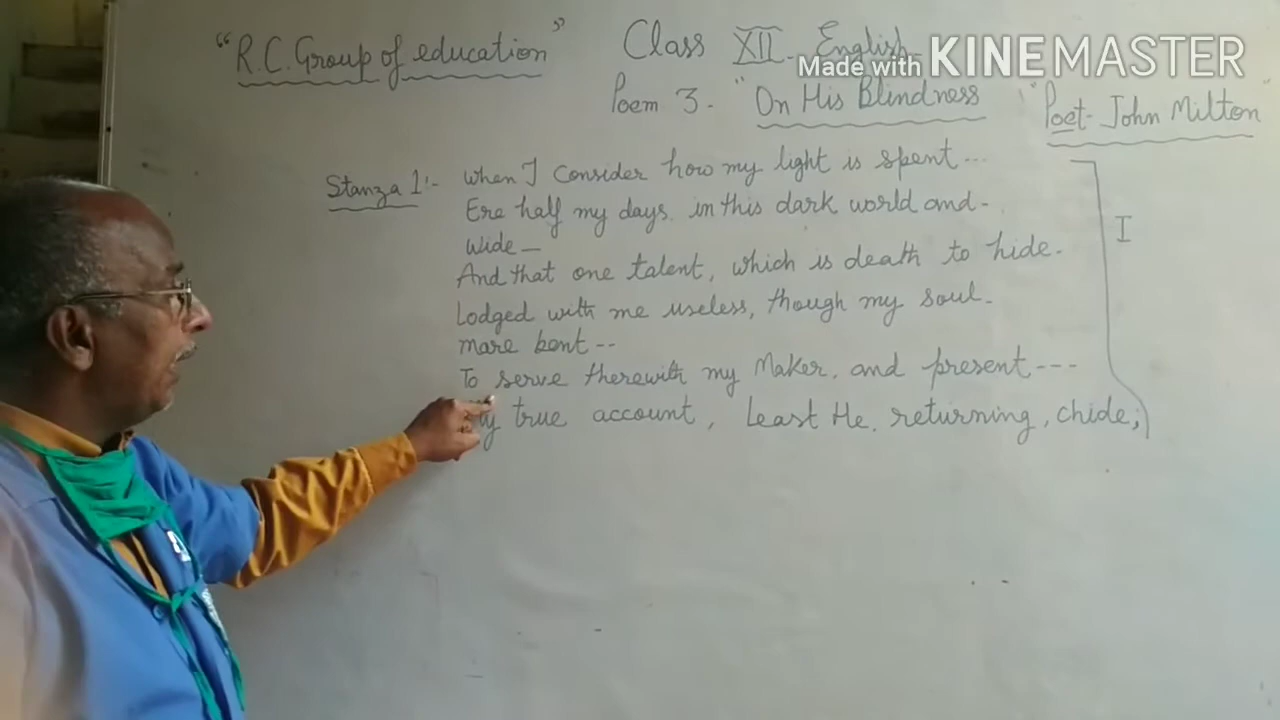 "R.C. Group of education"
Class XII. English
Made with KINEMASTER
Poem 3. "On His Blindness
"Poet- John Milton"
Stanza 1:- when I consider how my light is spent...
Ere half my days in this dark world and-
wide-
And that one talent, which is death to hide.
Lodged with me useless, though my soul-
mare bent --
To serve therewith my Maker, and present---
My true account, Least He returning, chide;
I